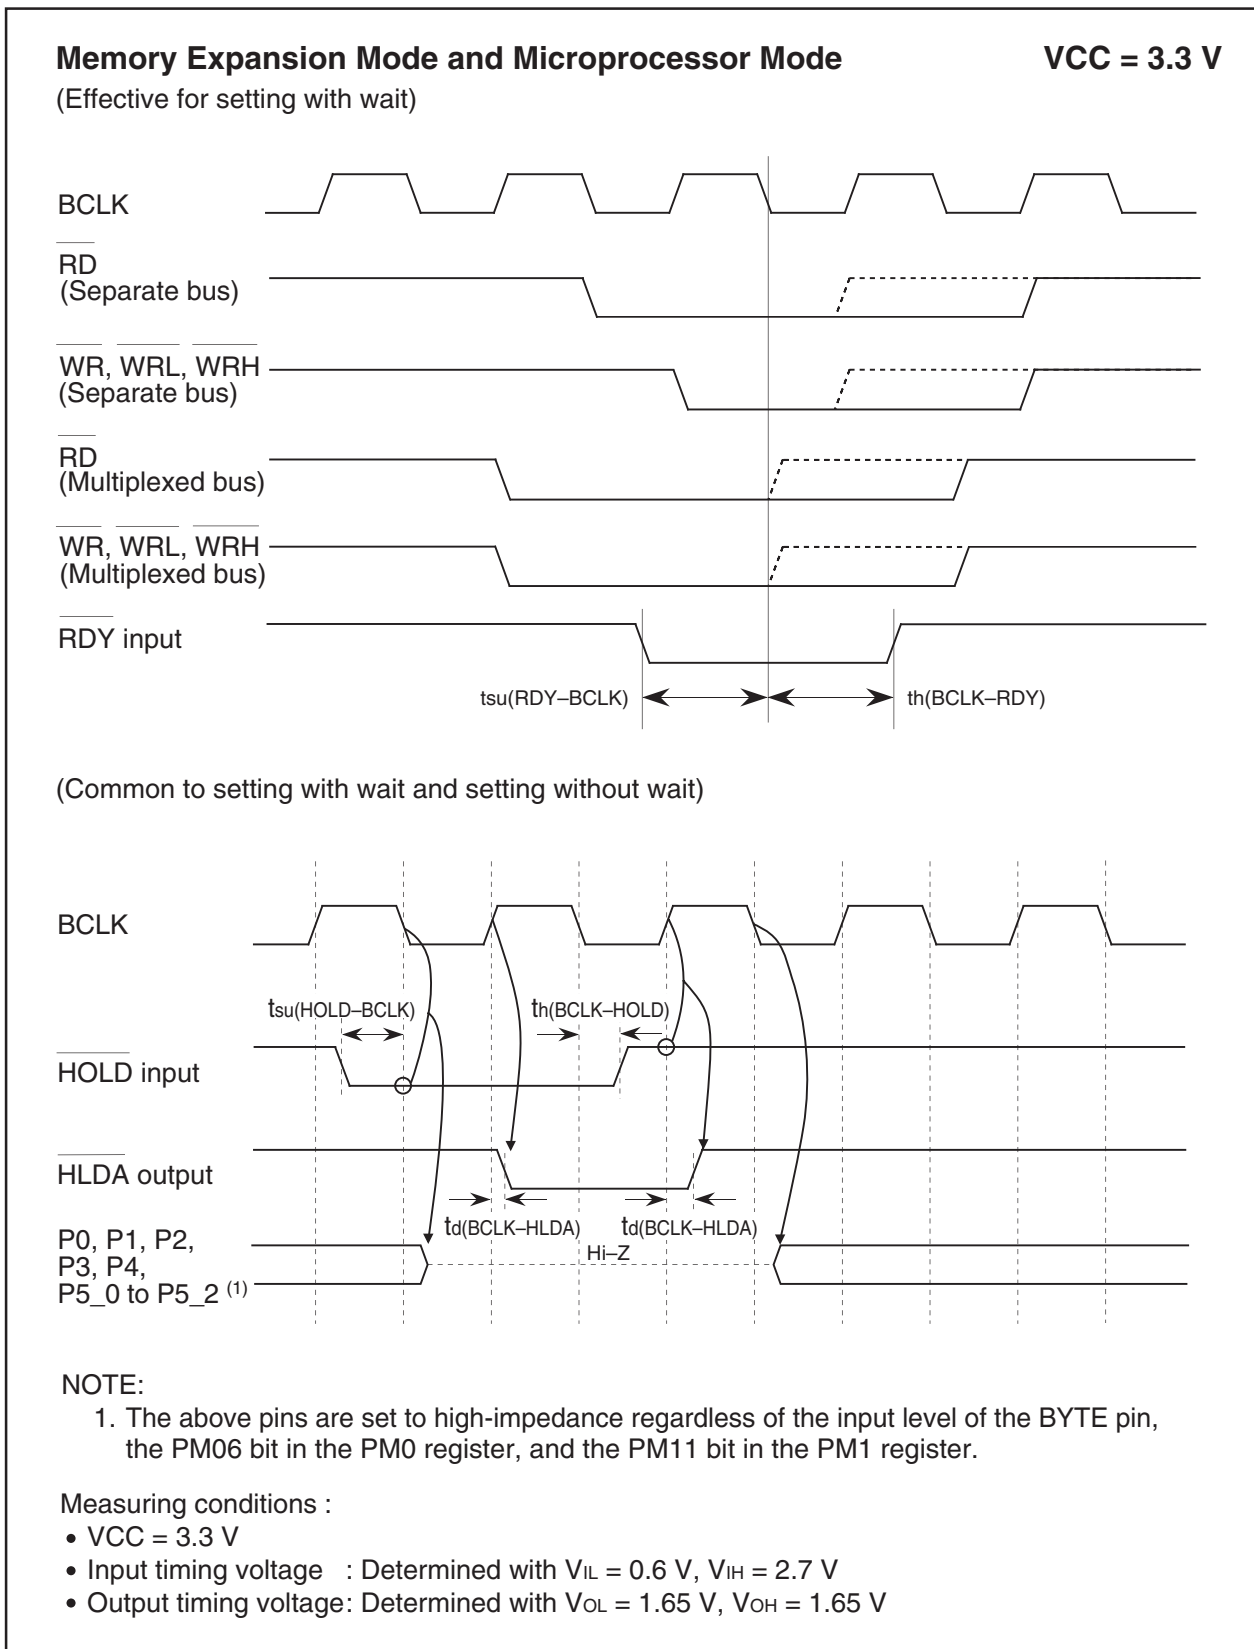 Memory Expansion Mode and Microprocessor Mode VCC = 3.3 V
(Effective for setting with wait)
BCLK
RD
(Separate bus)
WR, WRL, WRH
(Separate bus)
RD
(Multiplexed bus)
WR, WRL, WRH
(Multiplexed bus)
RDY input
tsu(RDY–BCLK) th(BCLK–RDY)
(Common to setting with wait and setting without wait)
BCLK
tsu(HOLD–BCLK) th(BCLK–HOLD)
HOLD input
HLDA output
td(BCLK–HLDA) td(BCLK–HLDA)
P0, P1, P2,
Hi–Z
P3, P4,
P5_0 to P5_2 (1)
NOTE:
1. The above pins are set to high-impedance regardless of the input level of the BYTE pin,
the PM06 bit in the PM0 register, and the PM11 bit in the PM1 register.
Measuring conditions :
• VCC = 3.3 V
• Input timing voltage : Determined with VIL = 0.6 V, VIH = 2.7 V
• Output timing voltage: Determined with VOL = 1.65 V, VOH = 1.65 V